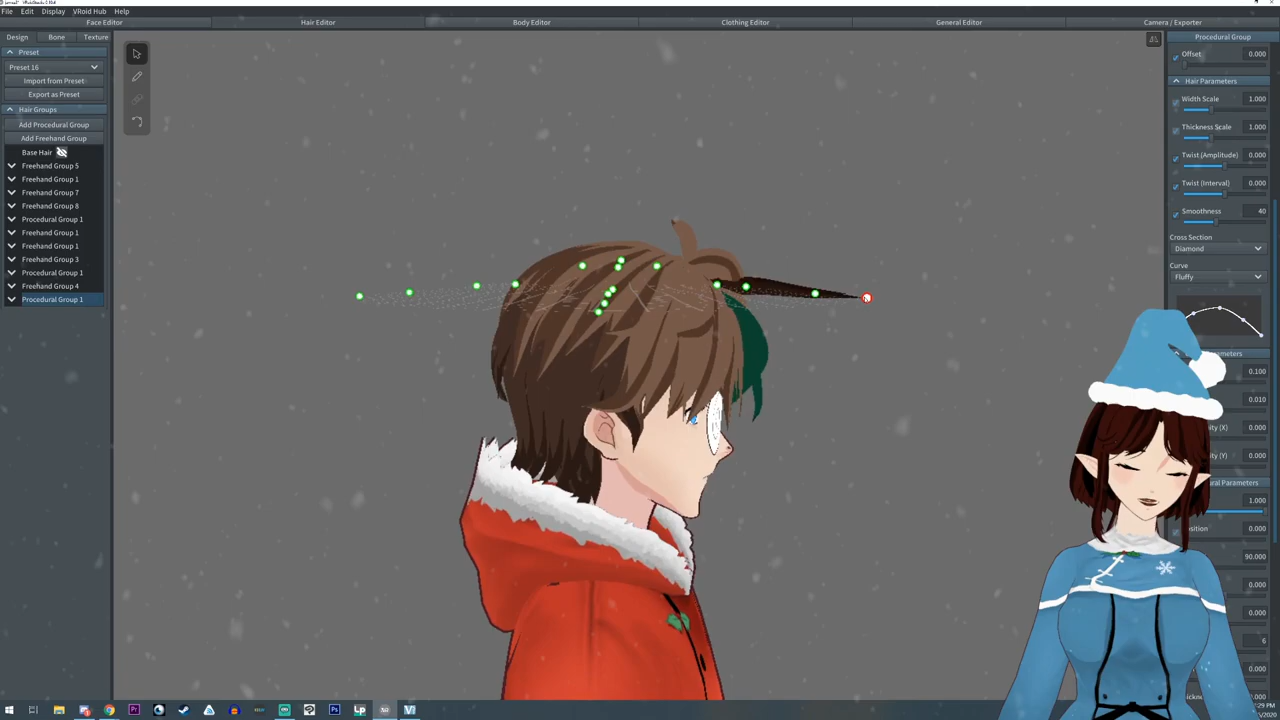 File Edit Display VRoid Hub Help
Face Editor Hair Editor Body Editor Clothing Editor General Editor Camera / Exporter
Design Bone Texture
Preset
Preset 16
Import from Preset
Export as Preset
Hair Groups
Add Procedural Group
Add Freehand Group
Base Hair
Freehand Group 5
Freehand Group 1
Freehand Group 7
Freehand Group 8
Procedural Group 1
Freehand Group 1
Freehand Group 1
Freehand Group 3
Procedural Group 1
Freehand Group 4
Procedural Group 1
Procedural Group
Offset 0.000
Hair Parameters
Width Scale 1.000
Thickness Scale 1.000
Twist (Amplitude) 0.000
Twist (Interval) 0.000
Smoothness 40
Cross Section
Diamond
Curve
Fluffy
0.100
0.010
(X) 0.000
(Y) 0.000
Parameters
1.000
0.000
90.000
0.000
0.000
6
0.000
Pr
Ps
Lp